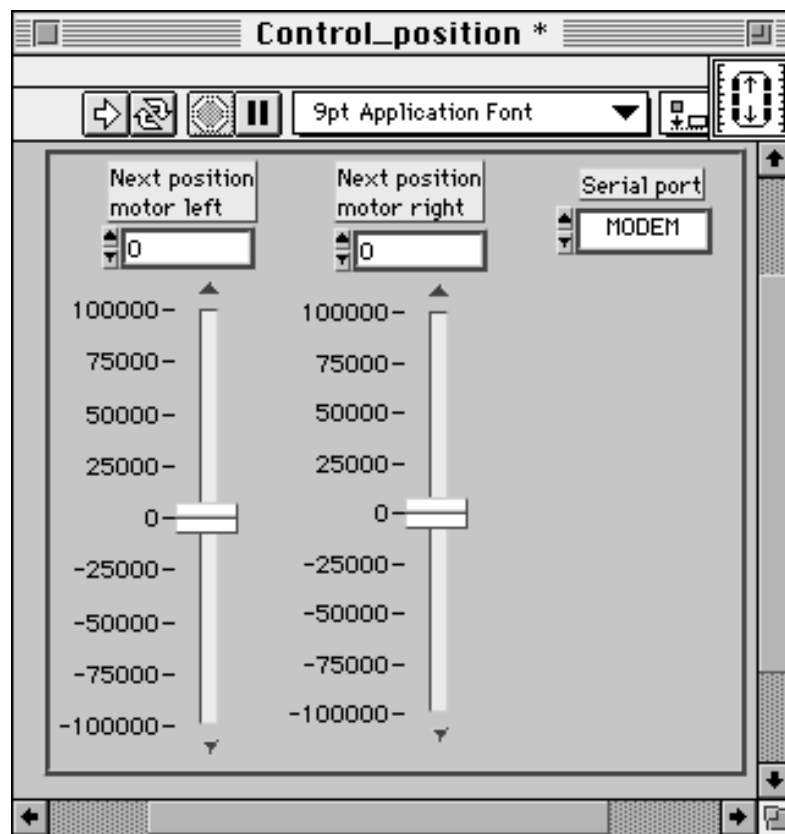 Control_position *
9pt Application Font
Next position
motor left
0
100000-
75000-
50000-
25000-
0-
-25000-
-50000-
-75000-
-100000-
Next position
motor right
0
100000-
75000-
50000-
25000-
0-
-25000-
-50000-
-75000-
-100000-
Serial port
MODEM